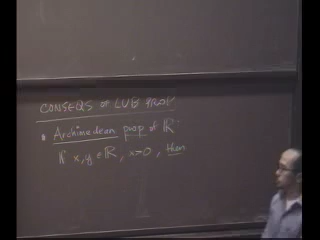 CONSEQS OF LUB PROP
• Archimedean prop of ℝ
If x, y ∈ ℝ, x>0, then